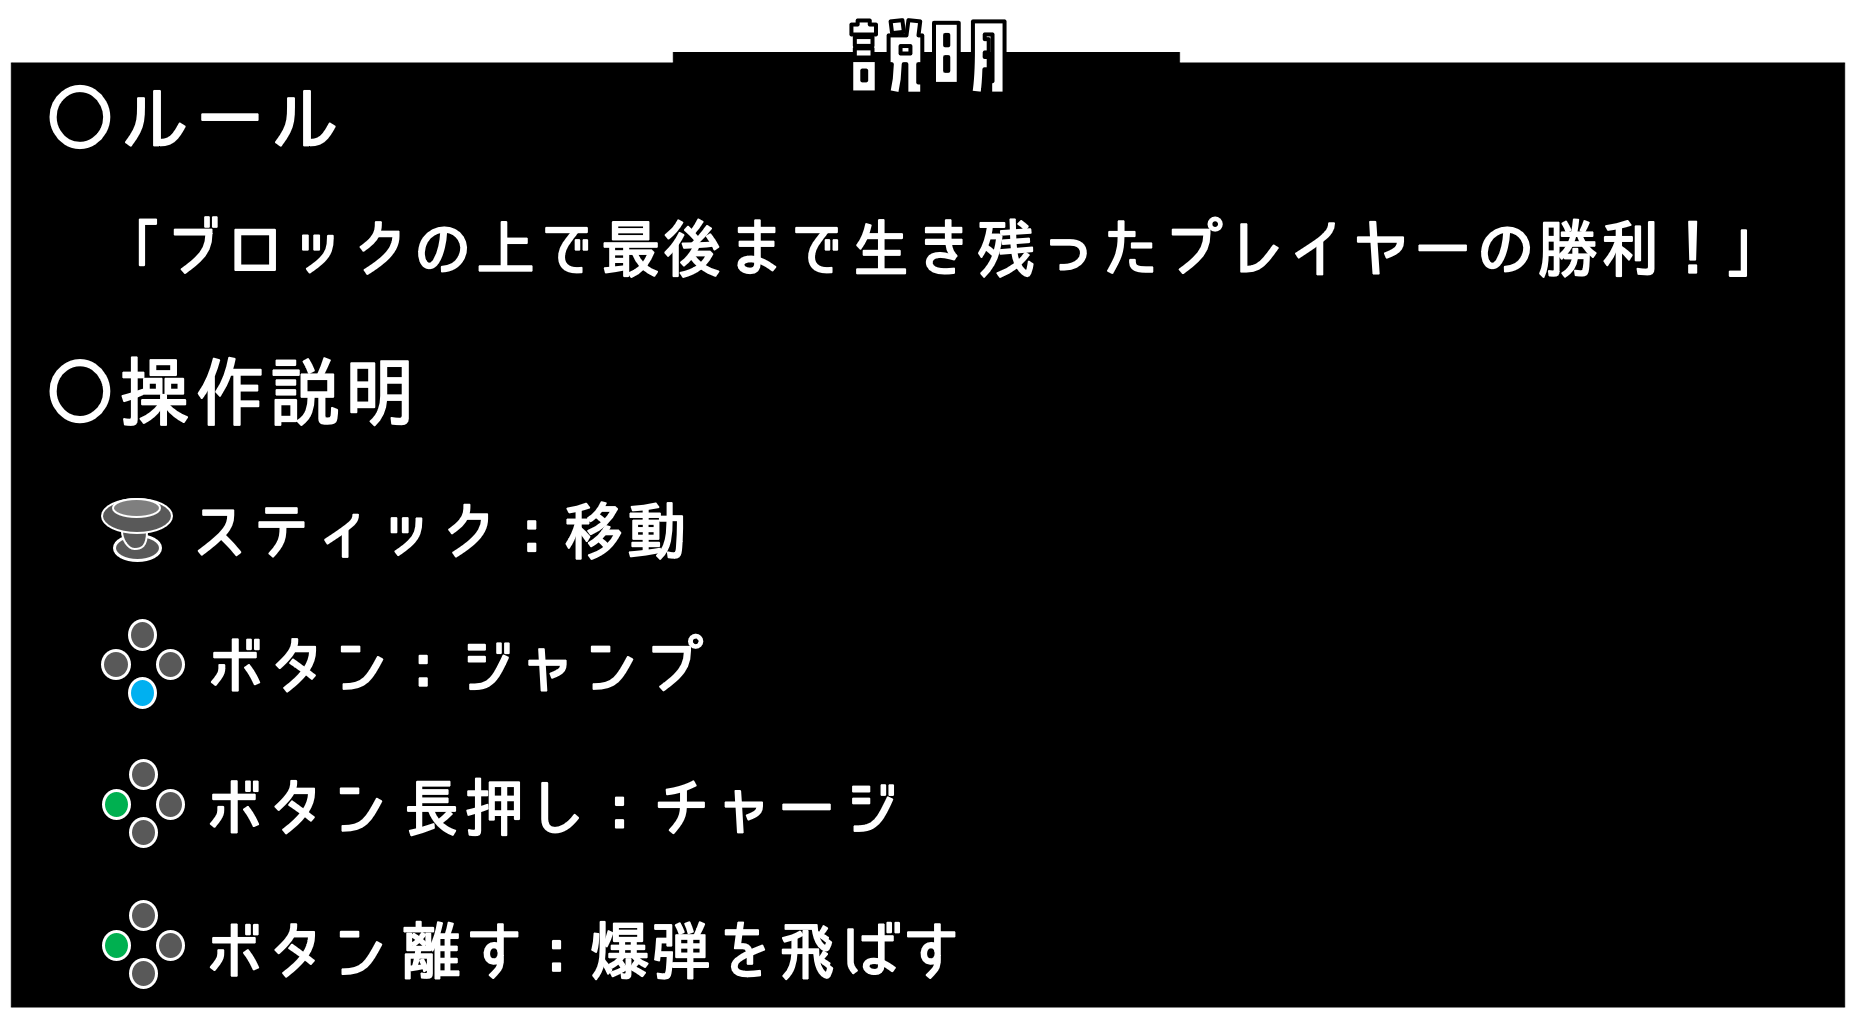 説明
〇ルール
「ブロックの上で最後まで生き残ったプレイヤーの勝利！」
〇操作説明
スティック：移動
ボタン：ジャンプ
ボタン長押し：チャージ
ボタン離す：爆弾を飛ばす